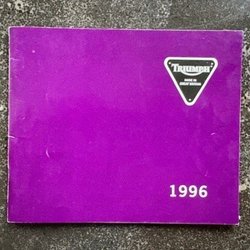 TRIUMPH
MADE IN
GREAT BRITAIN
1996